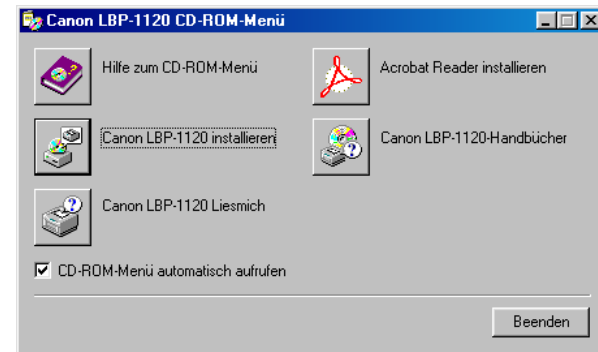 Canon LBP-1120 CD-ROM-Menü
Hilfe zum CD-ROM-Menü
Acrobat Reader installieren
Canon LBP-1120 installieren
Canon LBP-1120-Handbücher
Canon LBP-1120 Liesmich
CD-ROM-Menü automatisch aufrufen
Beenden